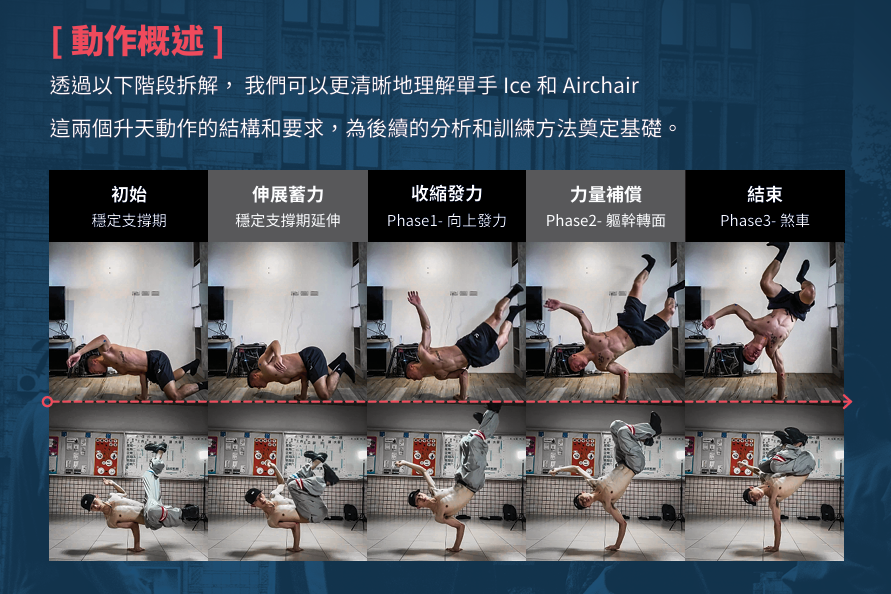 [ 動作概述 ]
透過以下階段拆解， 我們可以更清晰地理解單手 Ice 和 Airchair
這兩個升天動作的結構和要求，為後續的分析和訓練方法奠定基礎。
初始
穩定支撐期
伸展蓄力
穩定支撐期延伸
收縮發力
Phase1- 向上發力
力量補償
Phase2- 軀幹轉面
結束
Phase3- 煞車